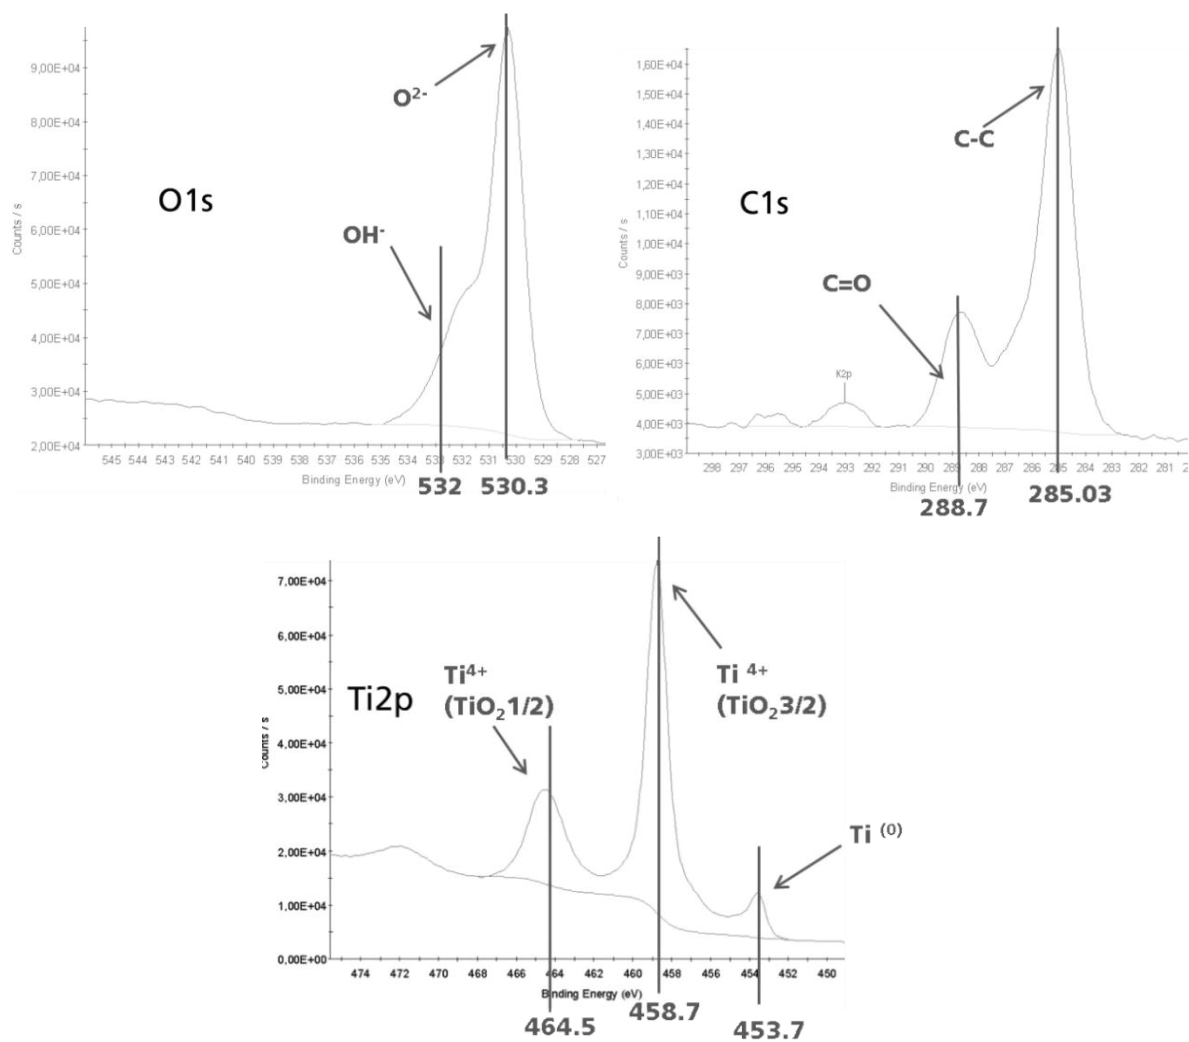 O1s
Counts / s
9,00E+04
8,00E+04
7,00E+04
6,00E+04
5,00E+04
4,00E+04
3,00E+04
2,00E+04
O²⁻
OH⁻
545 544 543 542 541 540 539 538 537 536 535 534 533 532 531 530 529 528 527
Binding Energy (eV)
532 530.3
C1s
Counts / s
1,60E+04
1,50E+04
1,40E+04
1,30E+04
1,20E+04
1,10E+04
1,00E+04
9,00E+03
8,00E+03
7,00E+03
6,00E+03
5,00E+03
4,00E+03
3,00E+03
C-C
C=O
K2p
298 297 296 295 294 293 292 291 290 289 288 287 286 285 284 283 282 281 2
Binding Energy (eV)
288.7 285.03
Ti2p
Counts / s
7,00E+04
6,00E+04
5,00E+04
4,00E+04
3,00E+04
2,00E+04
1,00E+04
0,00E+00
Ti⁴⁺
(TiO₂1/2)
Ti ⁴⁺
(TiO₂3/2)
Ti ⁽⁰⁾
474 472 470 468 466 464 462 460 458 456 454 452 450
Binding Energy (eV)
464.5 458.7 453.7